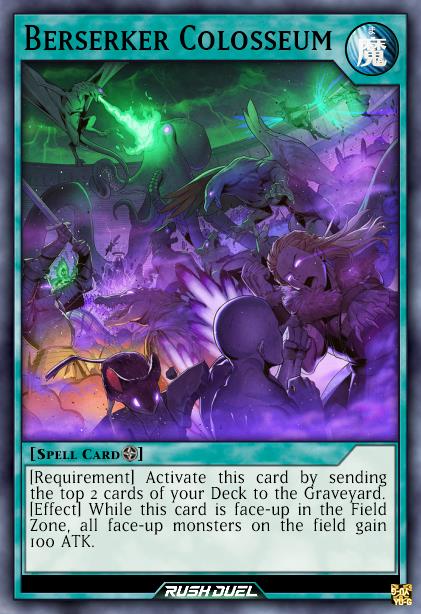 BERSERKER COLOSSEUM
ま
魔
[SPELL CARD]
[Requirement] Activate this card by sending
the top 2 cards of your Deck to the Graveyard.
[Effect] While this card is face-up in the Field
Zone, all face-up monsters on the field gain
100 ATK.
RUSH DUEL